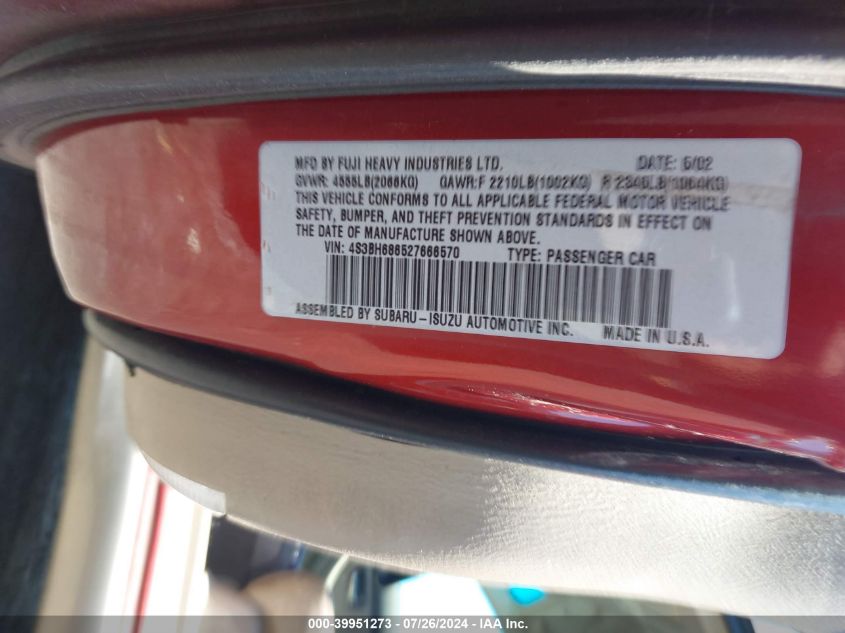 MFD BY FUJI HEAVY INDUSTRIES LTD. DATE: 5/02
GVWR: 4555LB(2066KG) GAWR:F 2210LB(1002KG) R
THIS VEHICLE CONFORMS TO ALL APPLICABLE FEDERAL MOTOR VEHICLE
SAFETY, BUMPER, AND THEFT PREVENTION STANDARDS IN EFFECT ON
THE DATE OF MANUFACTURE SHOWN ABOVE.
VIN: 4S3BH686527666570 TYPE: PASSENGER CAR
ASSEMBLED BY SUBARU-ISUZU AUTOMOTIVE INC. MADE IN U.S.A.
000-39951273 - 07/26/2024 - IAA Inc.